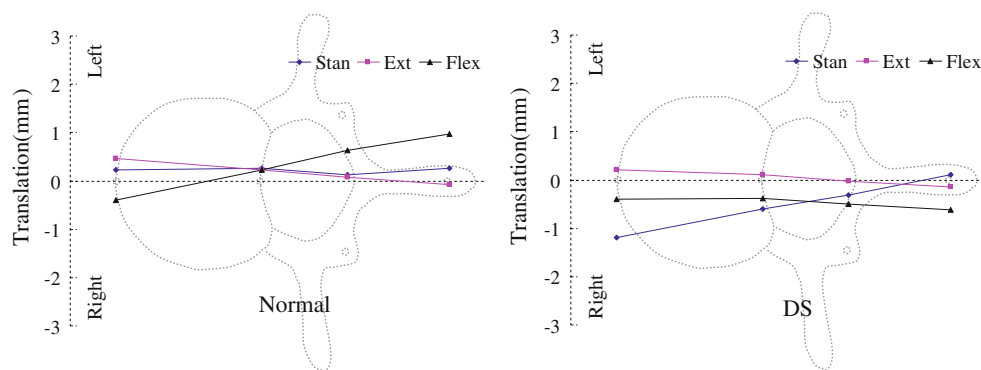 3
2
1
0
-1
-2
-3
Translation(mm)
Left
Right
Stan Ext Flex
Normal
3
2
1
0
-1
-2
-3
Translation(mm)
Left
Right
Stan Ext Flex
DS